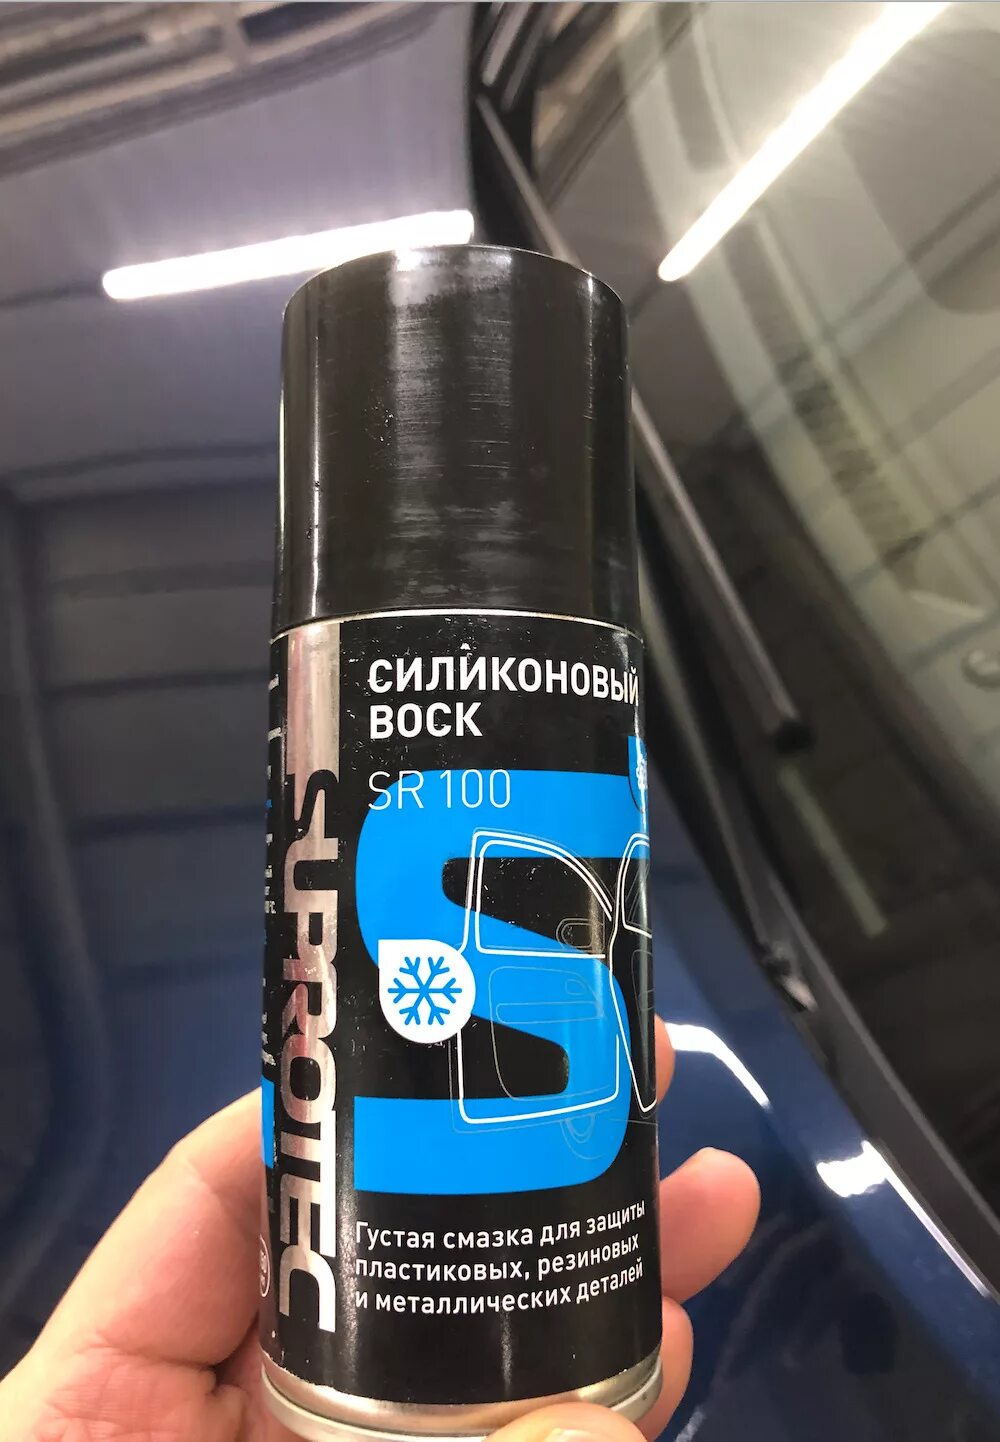 СИЛИКОНОВЫЙ
ВОСК
SR 100
SUPROTEC
Густая смазка для защиты
пластиковых, резиновых
и металлических деталей